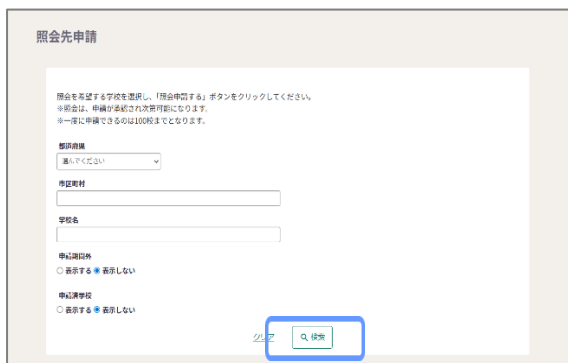 照会先申請
照会を希望する学校を選択し、「照会申請する」ボタンをクリックしてください。
※照会は、申請が承認され次第可能になります。
※一度に申請できるのは100校までとなります。
都道府県
選んでください
市区町村
学校名
申請期間外
表示する 表示しない
申請済学校
表示する 表示しない
クリア 検索